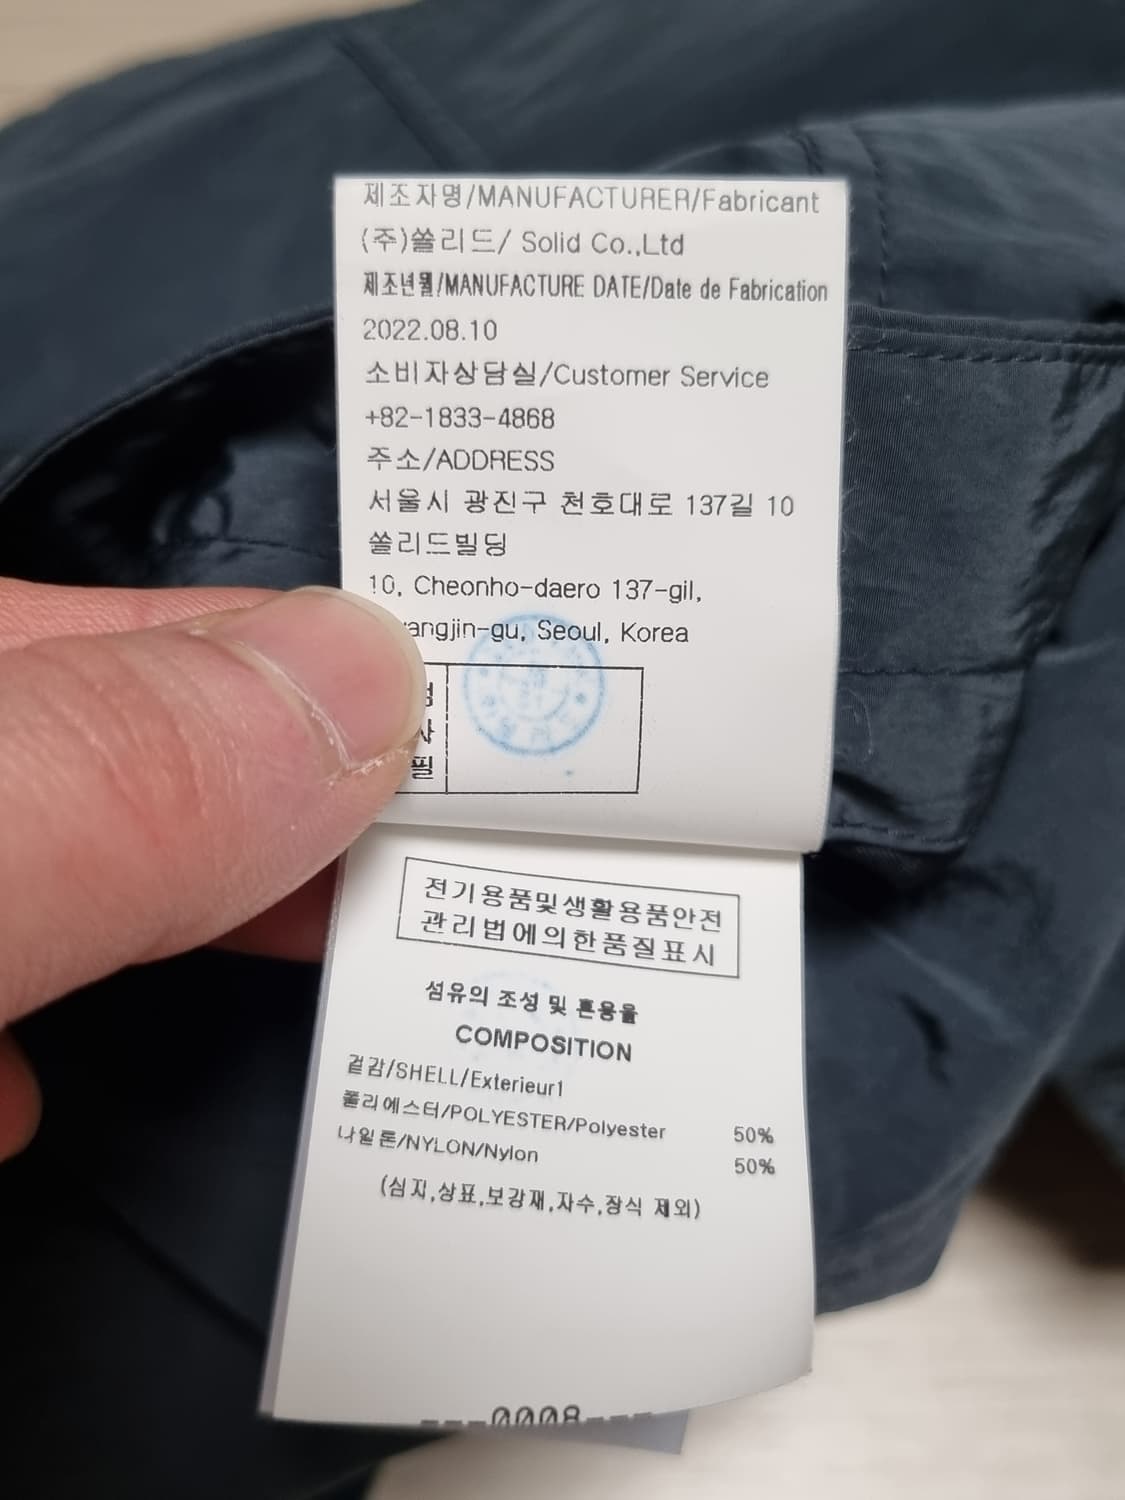 제조자명/MANUFACTURER/Fabricant
(주)쏠리드/ Solid Co.,Ltd
제조년월/MANUFACTURE DATE/Date de Fabrication
2022.08.10
소비자상담실/Customer Service
+82-1833-4868
주소/ADDRESS
서울시 광진구 천호대로 137길 10
쏠리드빌딩
10, Cheonho-daero 137-gil,
angjin-gu, Seoul, Korea
필
전기용품및생활용품안전
관리법에의한품질표시
섬유의 조성 및 혼용율
COMPOSITION
겉감/SHELL/Exterieur1
폴리에스터/POLYESTER/Polyester 50%
나일론/NYLON/Nylon 50%
(심지,상표,보강재,자수,장식 제외)
---0008---